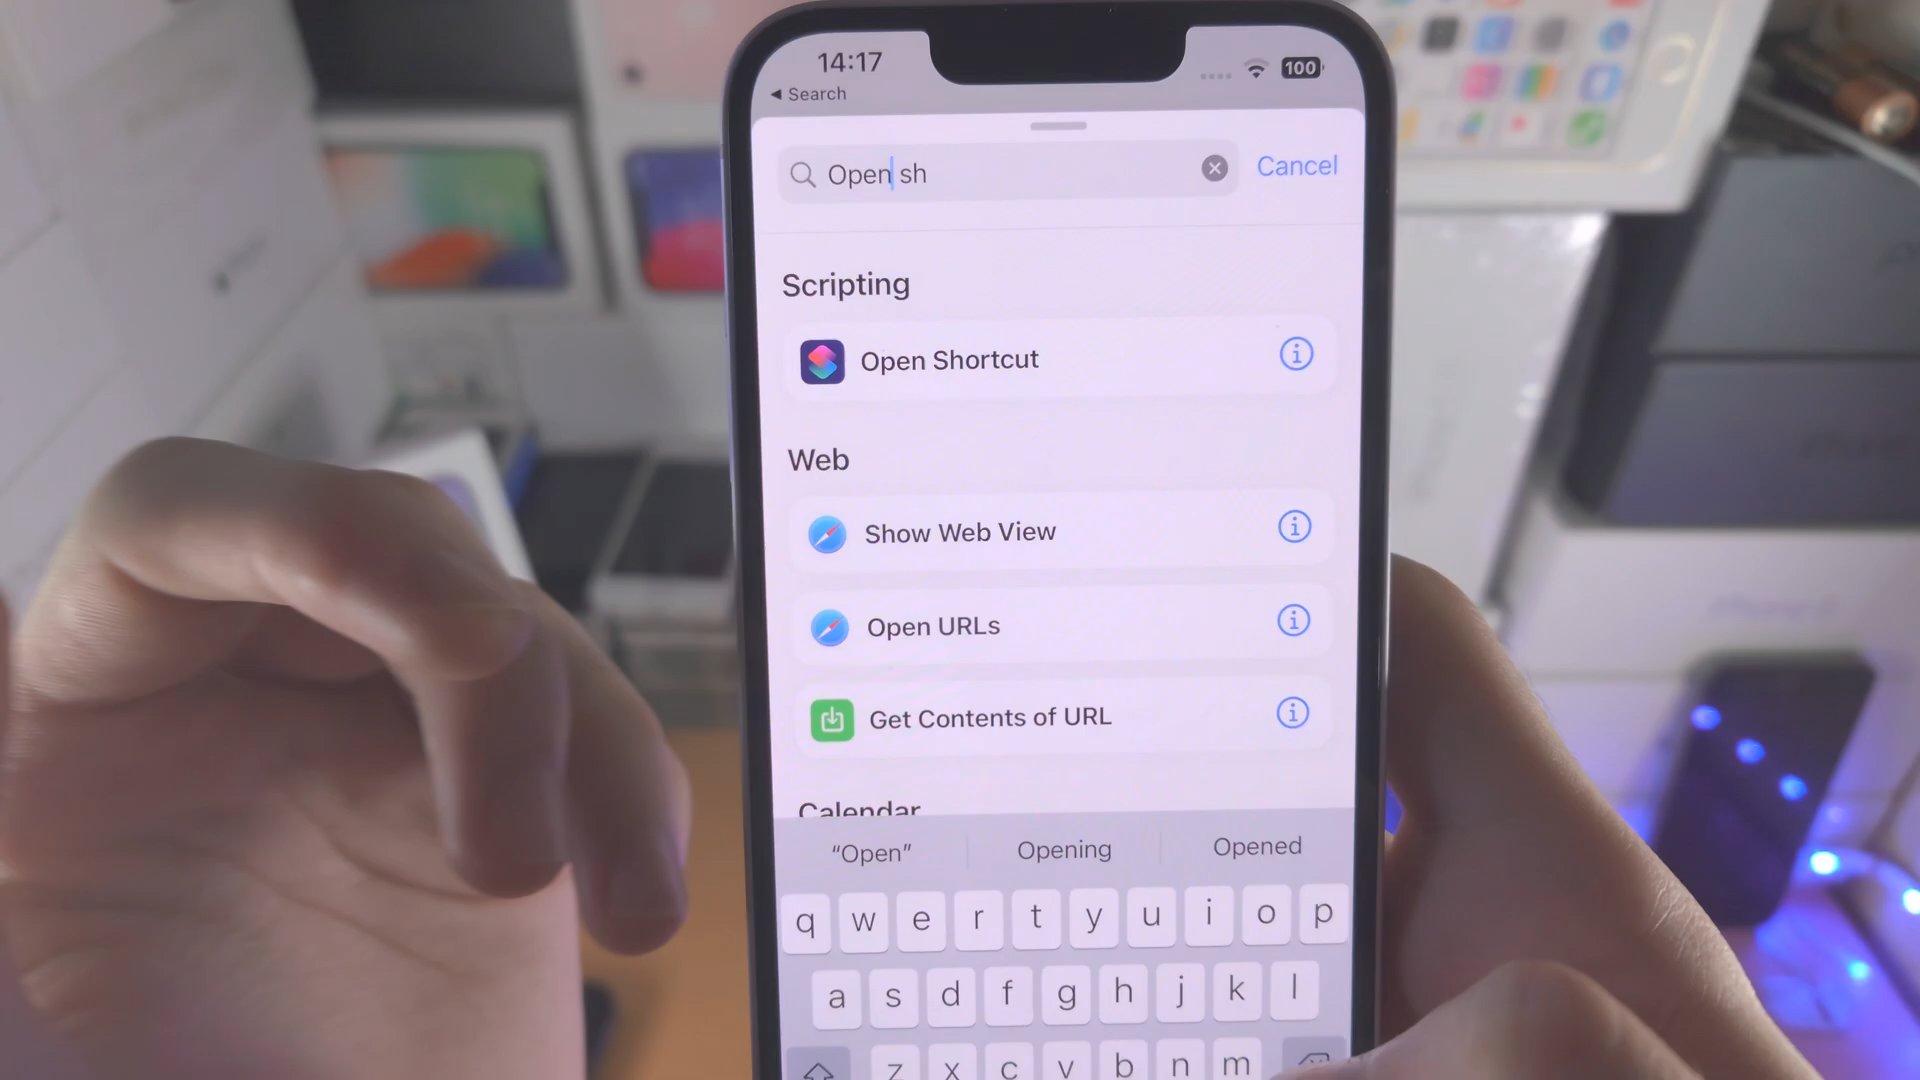 14:17
100
◀ Search
Open sh
Cancel
Scripting
Open Shortcut
Web
Show Web View
Open URLs
Get Contents of URL
Calendar
“Open” Opening Opened
q w e r t y u i o p
a s d f g h j k l
z x c v b n m